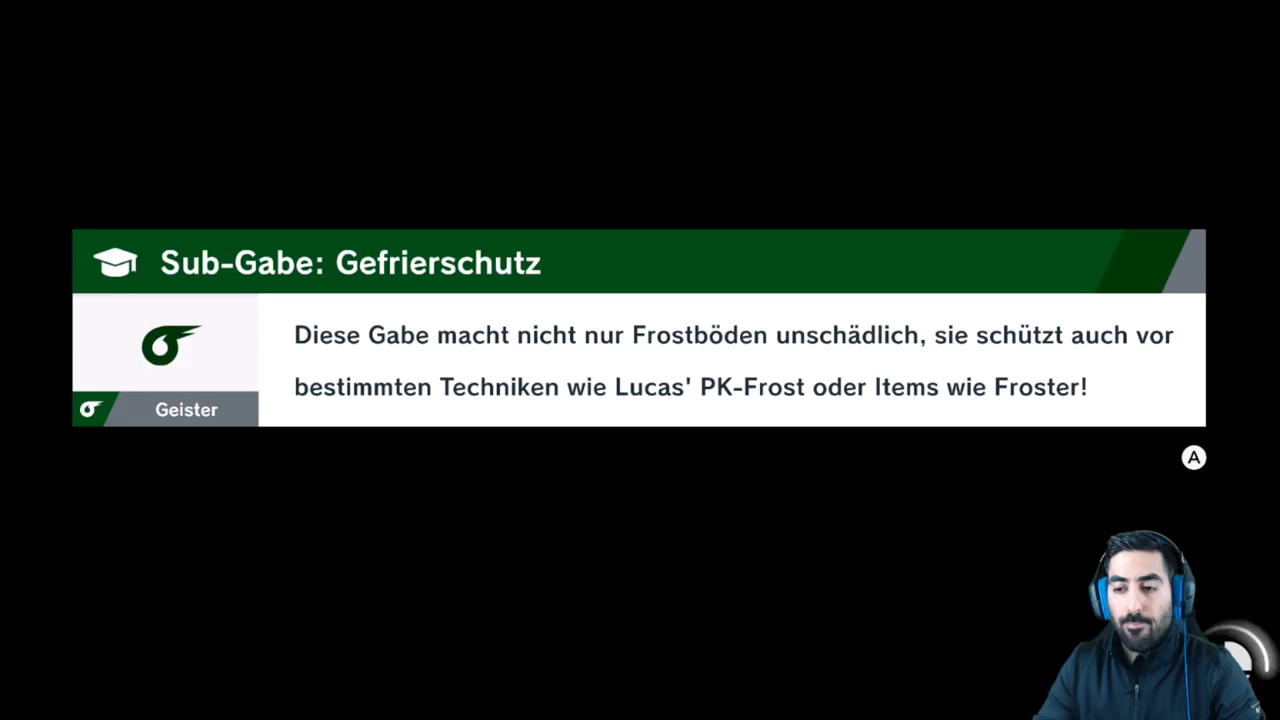 Sub-Gabe: Gefrierschutz
Diese Gabe macht nicht nur Frostböden unschädlich, sie schützt auch vor
bestimmten Techniken wie Lucas' PK-Frost oder Items wie Froster!
Geister
A